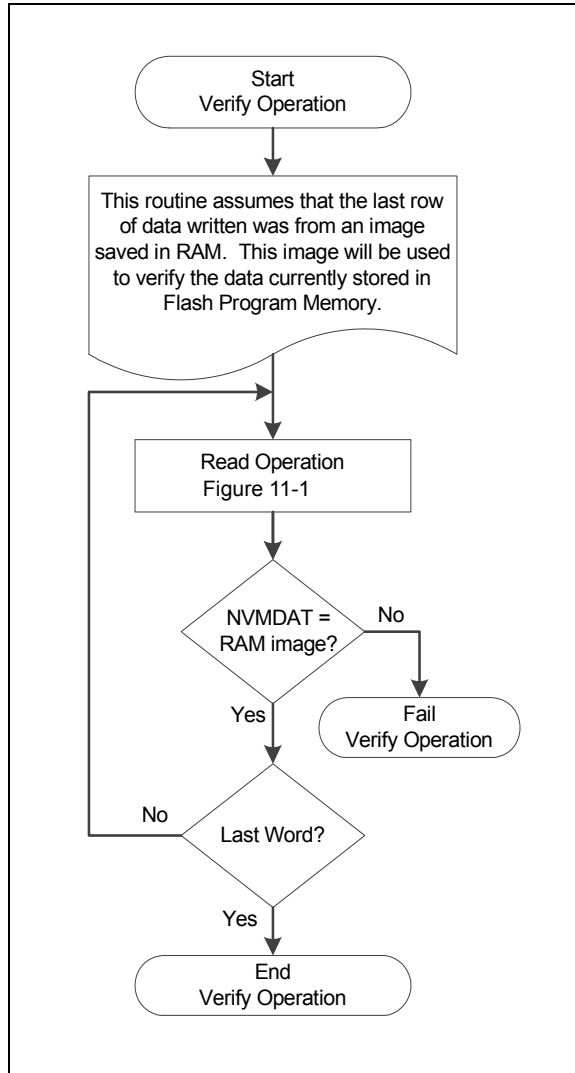 Start
Verify Operation
This routine assumes that the last row
of data written was from an image
saved in RAM.  This image will be used
to verify the data currently stored in
Flash Program Memory.
Read Operation
Figure 11-1
NVMDAT =
RAM image?
No
Yes
Fail
Verify Operation
No
Last Word?
Yes
End
Verify Operation